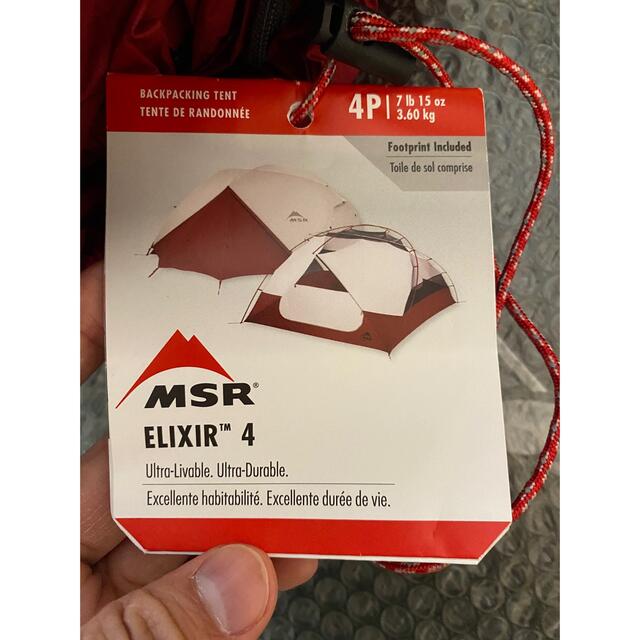 BACKPACKING TENT
TENTE DE RANDONNÉE
4P 7 lb 15 oz
3.60 kg
Footprint Included
Toile de sol comprise
MSR
MSR®
ELIXIR™ 4
Ultra-Livable. Ultra-Durable.
Excellente habitabilité. Excellente durée de vie.